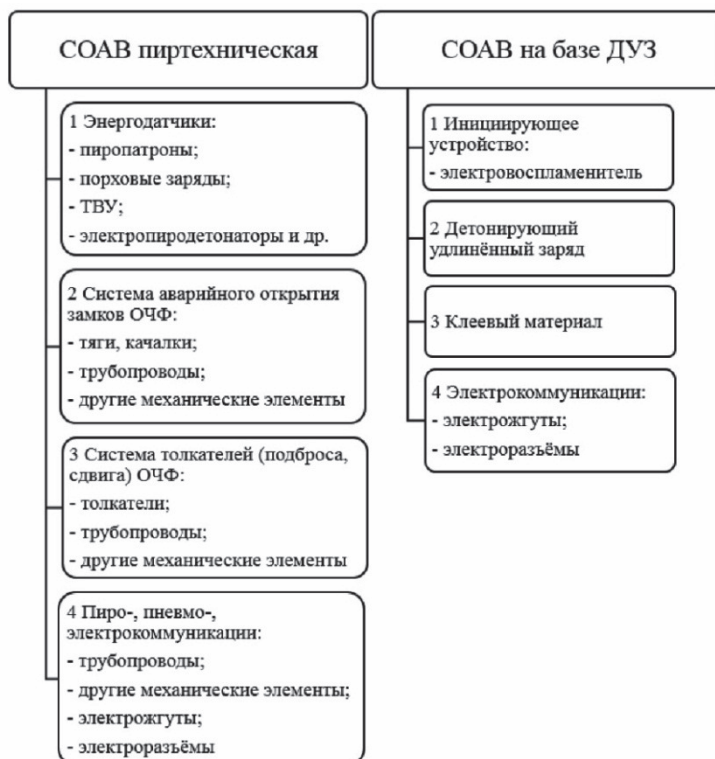 СОАВ пиртехническая
1 Энергодатчики:
- пиропатроны;
- порховые заряды;
- ТВУ;
- электропиродетонаторы и др.
2 Система аварийного открытия
замков ОЧФ:
- тяги, качалки;
- трубопроводы;
- другие механические элементы
3 Система толкателей (подброса,
сдвига) ОЧФ:
- толкатели;
- трубопроводы;
- другие механические элементы
4 Пиро-, пневмо-,
электрокоммуникации:
- трубопроводы;
- другие механические элементы;
- электрожгуты;
- электроразъёмы
СОАВ на базе ДУЗ
1 Инициирующее
устройство:
- электровоспламенитель
2 Детонирующий
удлинённый заряд
3 Клеевый материал
4 Электрокоммуникации:
- электрожгуты;
- электроразъёмы